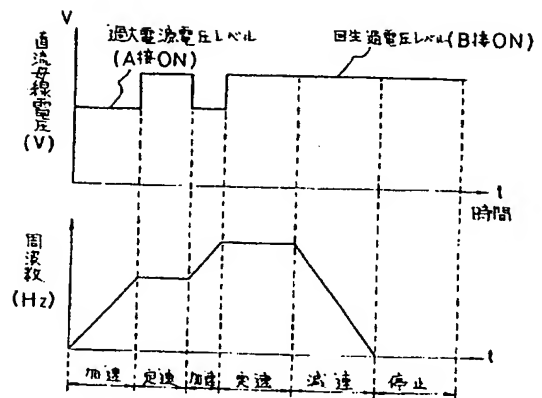 V
過大電源電圧レベル
(A接ON)
回生過電圧レベル(B接ON)
直流母線電圧
(V)
t
時間
周波数
(Hz)
t
加速 定速 加速 定速 減速 停止